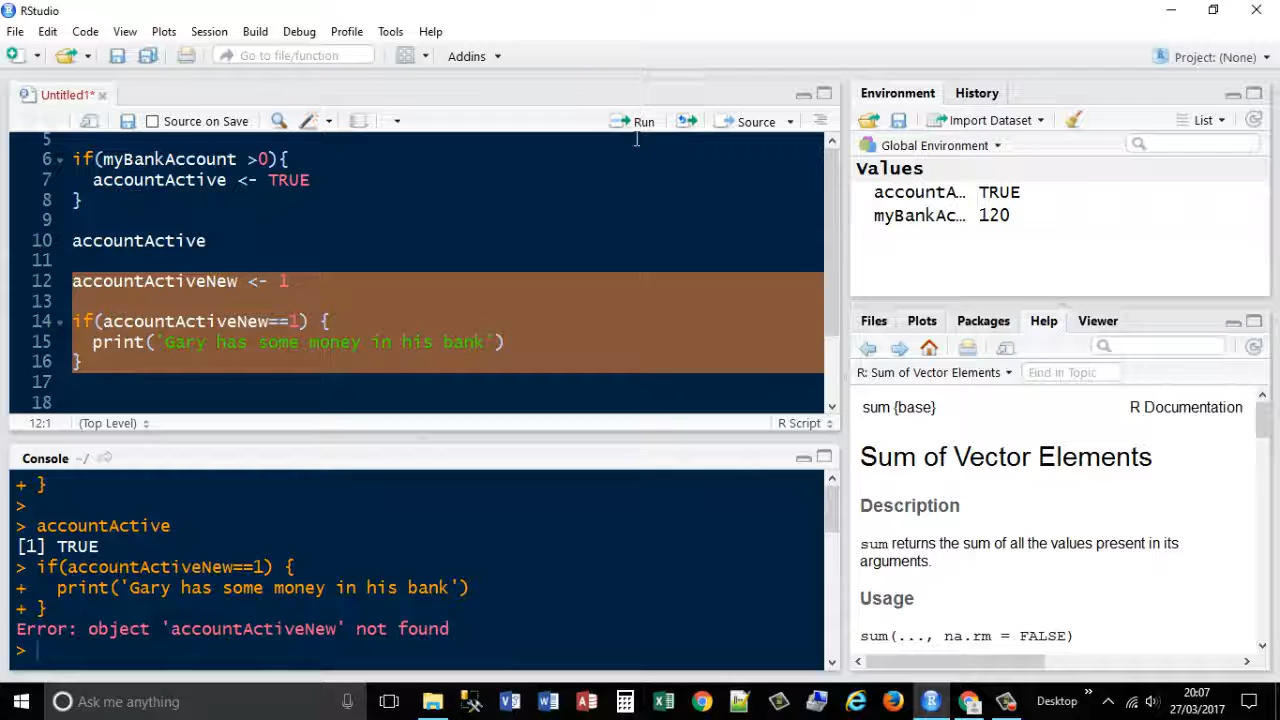 RStudio
File Edit Code View Plots Session Build Debug Profile Tools Help
Go to file/function Addins Project: (None)
Untitled1*
Source on Save Run Source
5
6 if(myBankAccount >0){
7 accountActive <- TRUE
8 }
9
10 accountActive
11
12 accountActiveNew <- 1
13
14 if(accountActiveNew==1) {
15 print('Gary has some money in his bank')
16 }
17
18
12:1 (Top Level) R Script
Console ~/
+ }
>
> accountActive
[1] TRUE
> if(accountActiveNew==1) {
+ print('Gary has some money in his bank')
+ }
Error: object 'accountActiveNew' not found
>
Environment History
Import Dataset List
Global Environment
Values
accountA… TRUE
myBankAc… 120
Files Plots Packages Help Viewer
R: Sum of Vector Elements Find in Topic
sum {base} R Documentation
Sum of Vector Elements
Description
sum returns the sum of all the values present in its
arguments.
Usage
sum(..., na.rm = FALSE)
Ask me anything
Desktop
20:07
27/03/2017